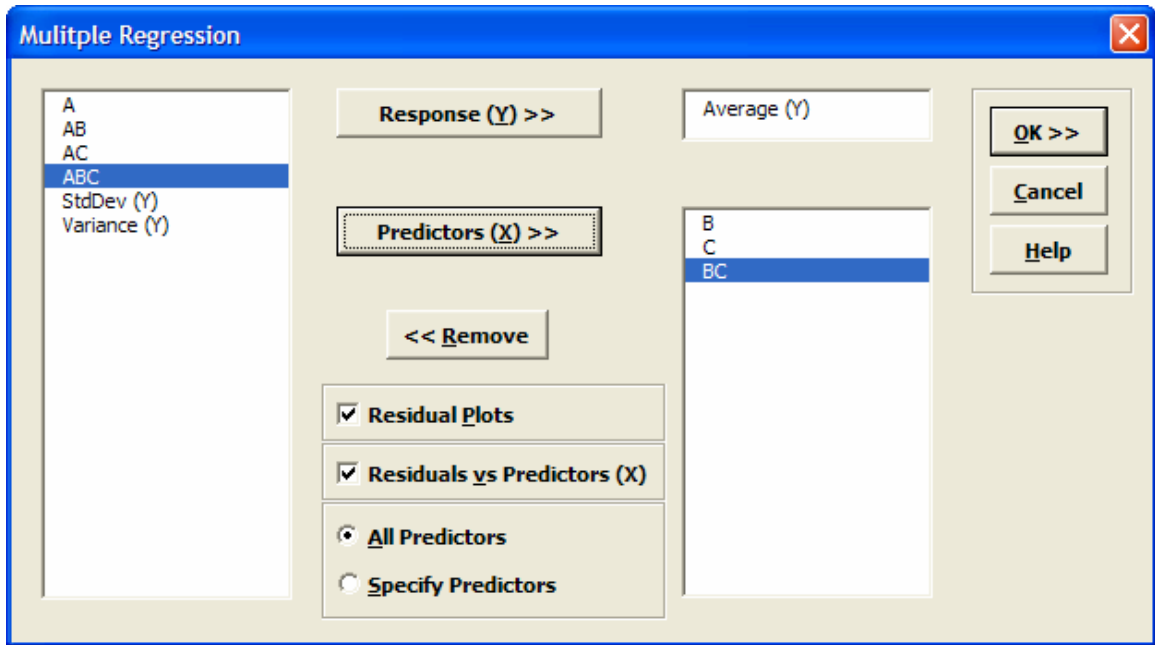 Mulitple Regression
A
AB
AC
ABC
StdDev (Y)
Variance (Y)
Response (Y) >>
Predictors (X) >>
<< Remove
Residual Plots
Residuals vs Predictors (X)
All Predictors
Specify Predictors
Average (Y)
B
C
BC
OK >>
Cancel
Help